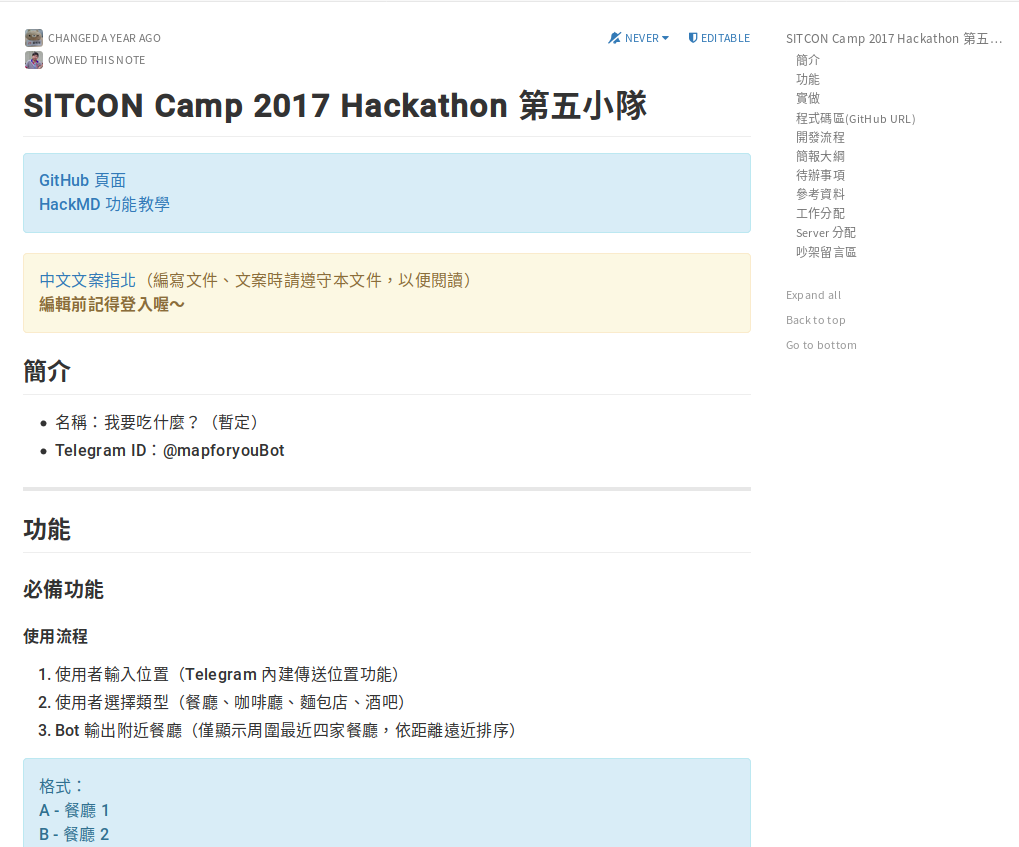 CHANGED A YEAR AGO
NEVER
EDITABLE
OWNED THIS NOTE
SITCON Camp 2017 Hackathon 第五小隊
GitHub 頁面
HackMD 功能教學
中文文案指北（編寫文件、文案時請遵守本文件，以便閱讀）
編輯前記得登入喔～
簡介
名稱：我要吃什麼？（暫定）
Telegram ID：@mapforyouBot
功能
必備功能
使用流程
1. 使用者輸入位置（Telegram 內建傳送位置功能）
2. 使用者選擇類型（餐廳、咖啡廳、麵包店、酒吧）
3. Bot 輸出附近餐廳（僅顯示周圍最近四家餐廳，依距離遠近排序）
格式：
A - 餐廳 1
B - 餐廳 2
SITCON Camp 2017 Hackathon 第五…
簡介
功能
實做
程式碼區(GitHub URL)
開發流程
簡報大綱
待辦事項
參考資料
工作分配
Server 分配
吵架留言區
Expand all
Back to top
Go to bottom